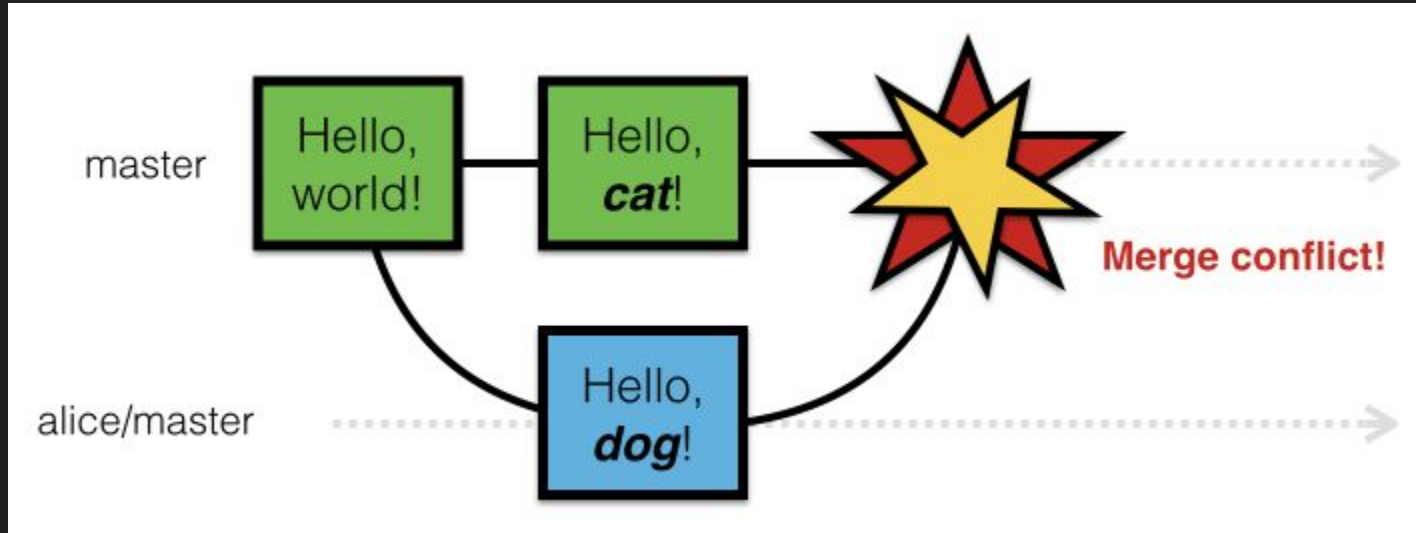 master
Hello,
world!
Hello,
cat!
Merge conflict!
alice/master
Hello,
dog!